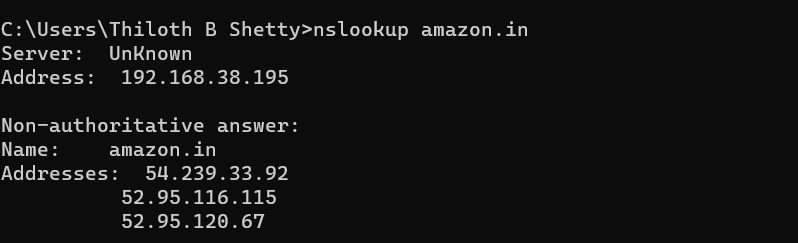 C:\Users\Thiloth B Shetty>nslookup amazon.in
Server:  UnKnown
Address:  192.168.38.195

Non-authoritative answer:
Name:    amazon.in
Addresses:  54.239.33.92
          52.95.116.115
          52.95.120.67